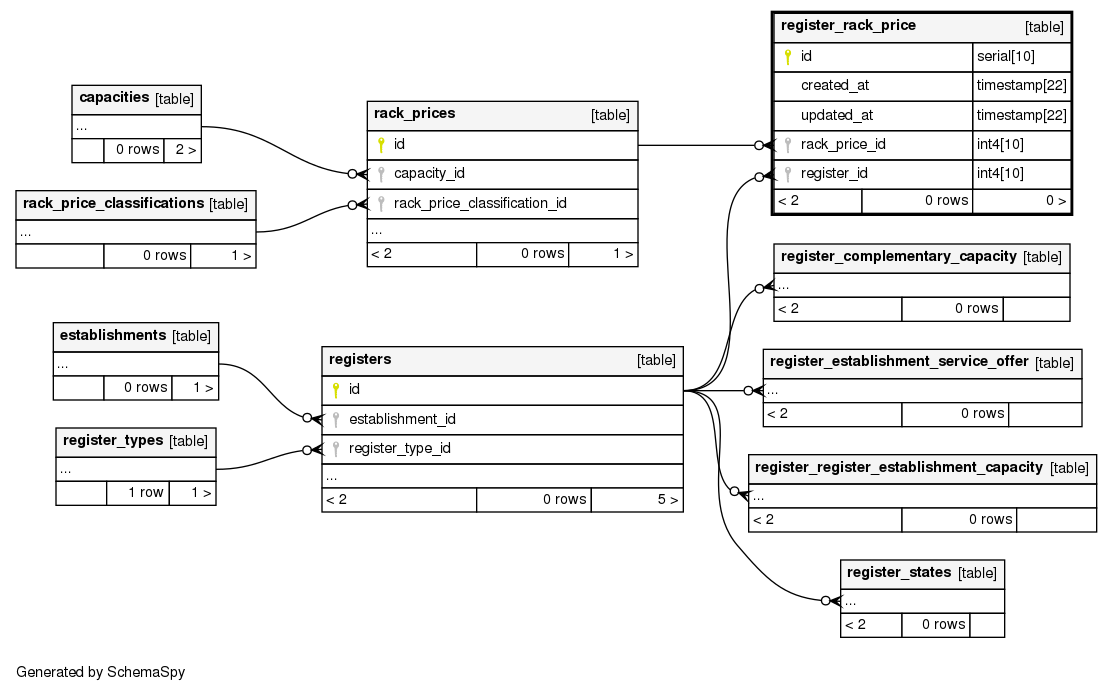 register_rack_price [table]
id serial[10]
created_at timestamp[22]
updated_at timestamp[22]
rack_price_id int4[10]
register_id int4[10]
< 2 0 rows 0 >
capacities [table]
...
0 rows 2 >
rack_prices [table]
id
capacity_id
rack_price_classification_id
...
< 2 0 rows 1 >
rack_price_classifications [table]
...
0 rows 1 >
register_complementary_capacity [table]
...
< 2 0 rows
establishments [table]
...
0 rows 1 >
registers [table]
id
establishment_id
register_type_id
...
< 2 0 rows 5 >
register_establishment_service_offer [table]
...
< 2 0 rows
register_types [table]
...
1 row 1 >
register_register_establishment_capacity [table]
...
< 2 0 rows
register_states [table]
...
< 2 0 rows
Generated by SchemaSpy